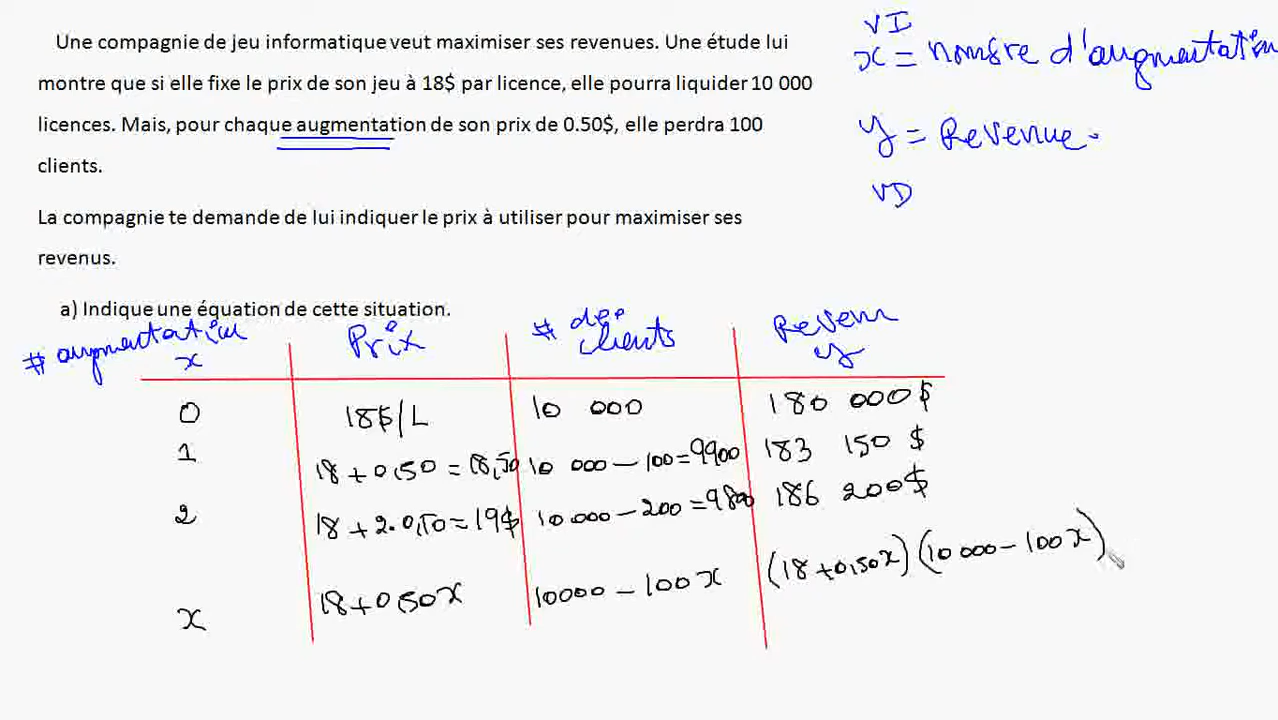 Une compagnie de jeu informatique veut maximiser ses revenues. Une étude lui
montre que si elle fixe le prix de son jeu à 18$ par licence, elle pourra liquider 10 000
licences. Mais, pour chaque augmentation de son prix de 0.50$, elle perdra 100
clients.
La compagnie te demande de lui indiquer le prix à utiliser pour maximiser ses
revenus.
a) Indique une équation de cette situation.
VI
x = nombre d'augmentation
y = Revenue
VD
# augmentation x | Prix | # des clients | Revenu y
0 | 18$/L | 10 000 | 180 000 $
1 | 18 + 0,50 = 18,50 | 10 000 - 100 = 9900 | 183 150 $
2 | 18 + 2.0,50 = 19$ | 10 000 - 200 = 9800 | 186 200 $
x | 18 + 0,50x | 10000 - 100x | (18 + 0,50x)(10 000 - 100x)